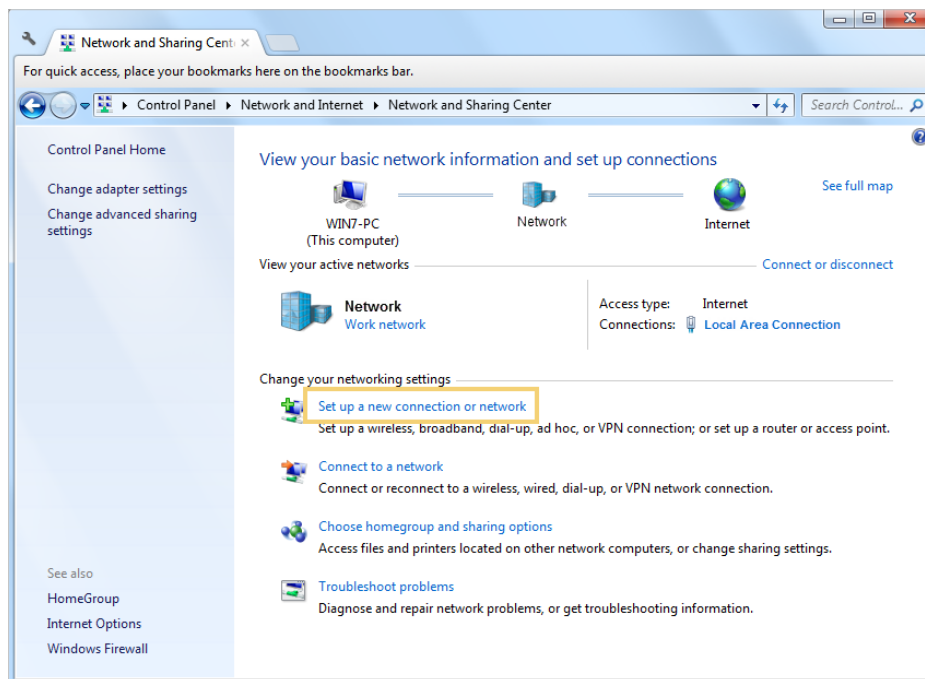 Network and Sharing Cent
For quick access, place your bookmarks here on the bookmarks bar.
Control Panel Network and Internet Network and Sharing Center
Search Control...
Control Panel Home
Change adapter settings
Change advanced sharing
settings
View your basic network information and set up connections
See full map
WIN7-PC
(This computer)
Network
Internet
View your active networks
Connect or disconnect
Network
Work network
Access type: Internet
Connections: Local Area Connection
Change your networking settings
Set up a new connection or network
Set up a wireless, broadband, dial-up, ad hoc, or VPN connection; or set up a router or access point.
Connect to a network
Connect or reconnect to a wireless, wired, dial-up, or VPN network connection.
Choose homegroup and sharing options
Access files and printers located on other network computers, or change sharing settings.
Troubleshoot problems
Diagnose and repair network problems, or get troubleshooting information.
See also
HomeGroup
Internet Options
Windows Firewall